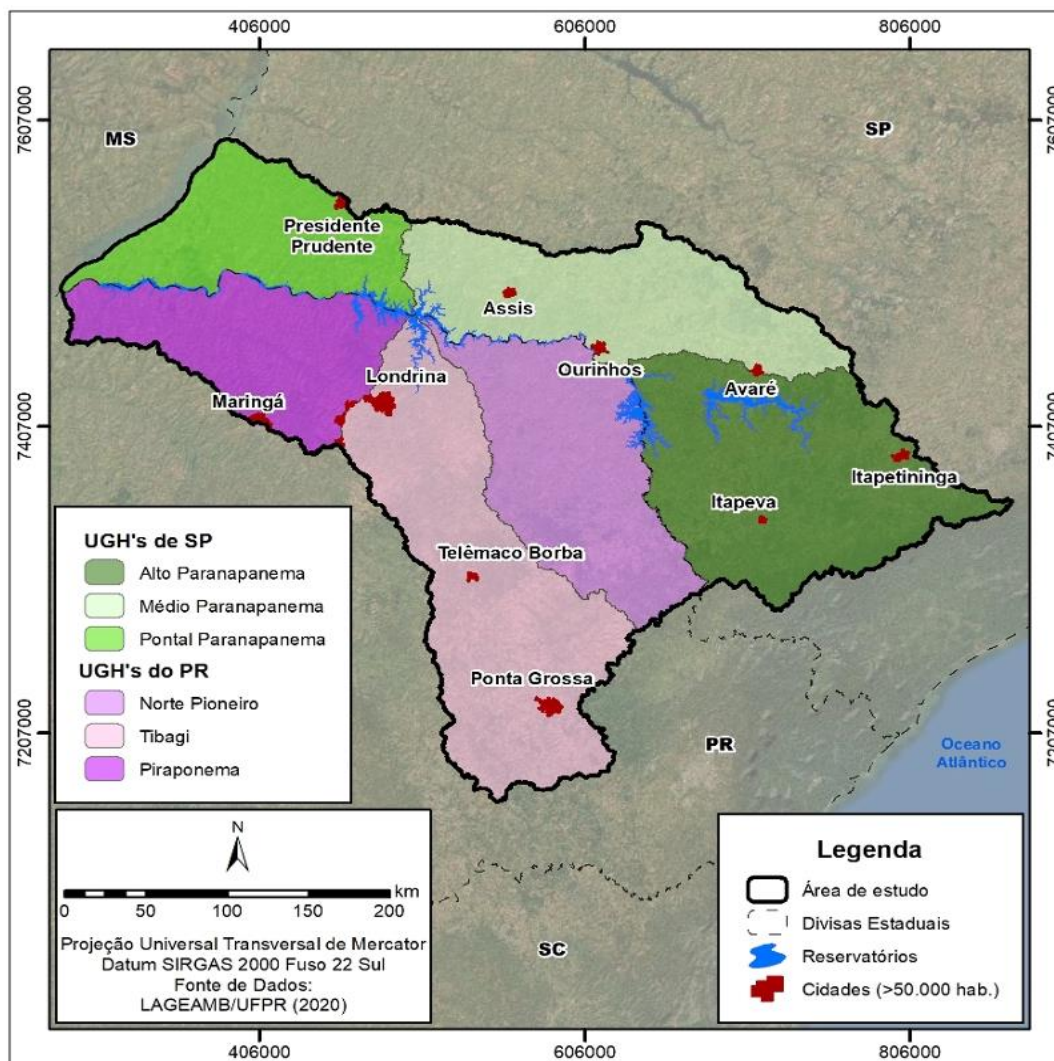 406000
606000
806000
7607000
7607000
MS
SP
Presidente
Prudente
Assis
Ourinhos
Avaré
Londrina
Maringá
7407000
7407000
Itapetininga
Itapeva
Telêmaco Borba
Ponta Grossa
7207000
7207000
PR
Oceano
Atlântico
SC
UGH's de SP
Alto Paranapanema
Médio Paranapanema
Pontal Paranapanema
UGH's do PR
Norte Pioneiro
Tibagi
Piraponema
N
km
0 50 100 150 200
Projeção Universal Transversal de Mercator
Datum SIRGAS 2000 Fuso 22 Sul
Fonte de Dados:
LAGEAMB/UFPR (2020)
Legenda
Área de estudo
Divisas Estaduais
Reservatórios
Cidades (>50.000 hab.)
406000
606000
806000